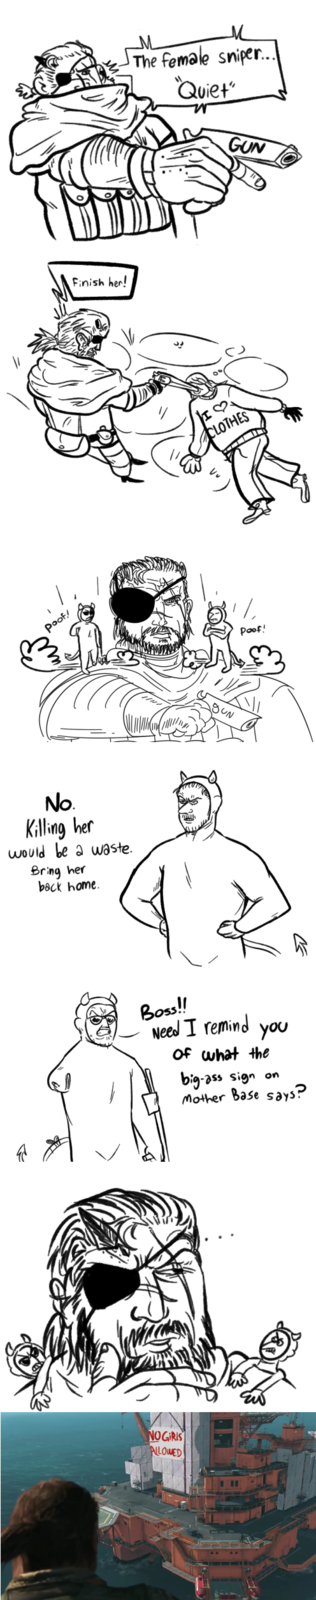 The female sniper...
"Quiet"
GUN
Finish her!
I ♡
CLOTHES
POOF!
POOF!
GUN
No.
Killing her
would be a waste.
Bring her
back home.
Boss!!
Need I remind you
of what the
big-ass sign on
Mother Base says?
...
NO GIRLS
ALLOWED